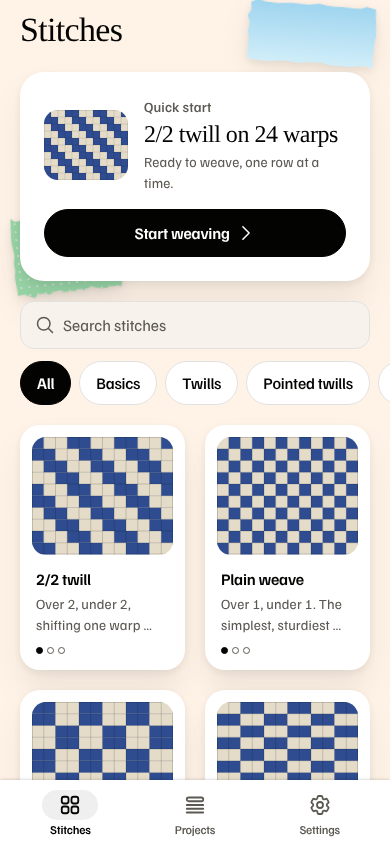 Stitches
Quick start
2/2 twill on 24 warps
Ready to weave, one row at a
time.
Start weaving
Search stitches
All
Basics
Twills
Pointed twills
2/2 twill
Over 2, under 2,
shifting one warp ...
Plain weave
Over 1, under 1. The
simplest, sturdiest ...
Stitches
Projects
Settings